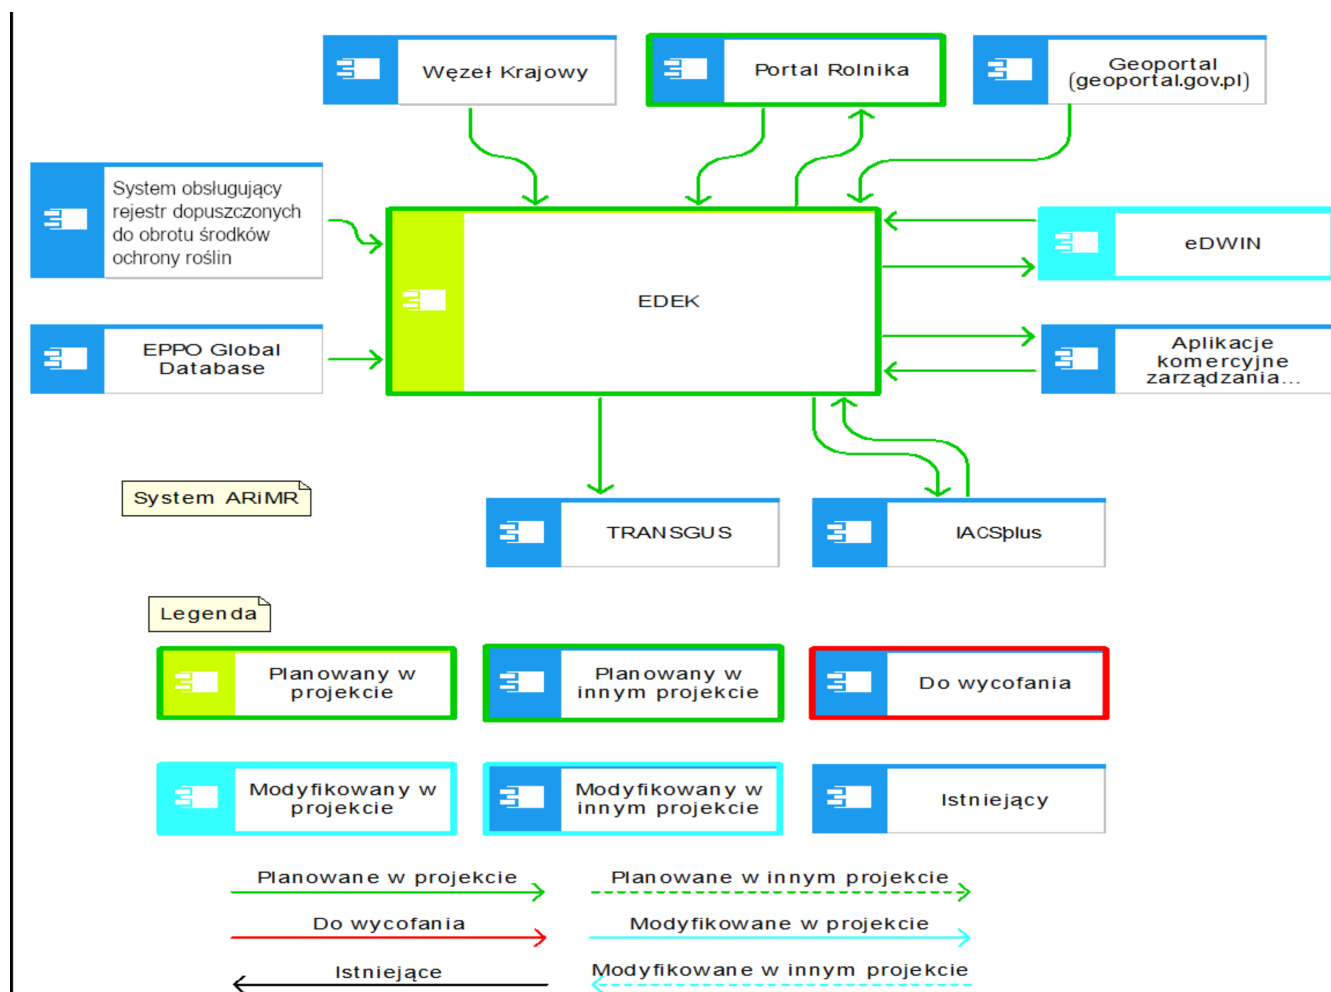 Węzeł Krajowy
Portal Rolnika
Geoportal
(geoportal.gov.pl)
System obsługujący
rejestr dopuszczonych
do obrotu środków
ochrony roślin
eDWIN
EDEK
EPPO Global
Database
Aplikacje
komercyjne
zarządzania...
System ARiMR
TRANSGUS
IACSplus
Legenda
Planowany w
projekcie
Planowany w
innym projekcie
Do wycofania
Modyfikowany w
projekcie
Modyfikowany w
innym projekcie
Istniejący
Planowane w projekcie
Planowane w innym projekcie
Do wycofania
Modyfikowane w projekcie
Istniejące
Modyfikowane w innym projekcie